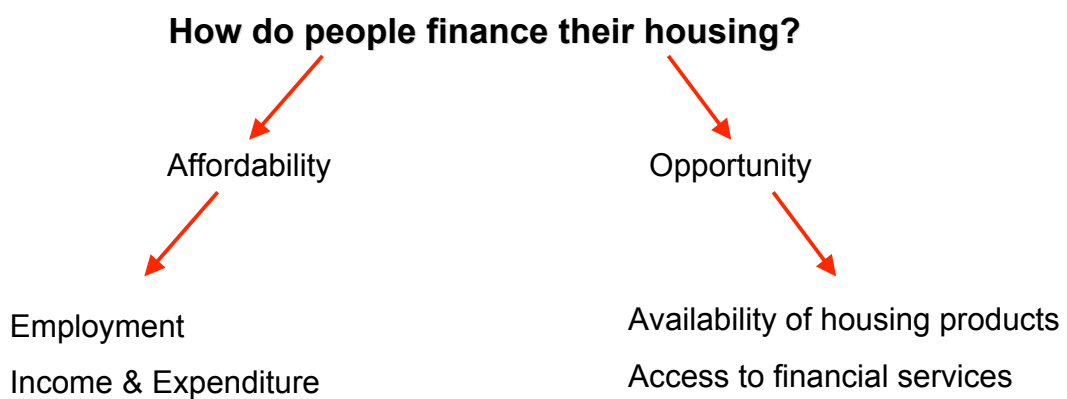 How do people finance their housing?
Affordability
Opportunity
Employment
Income & Expenditure
Availability of housing products
Access to financial services